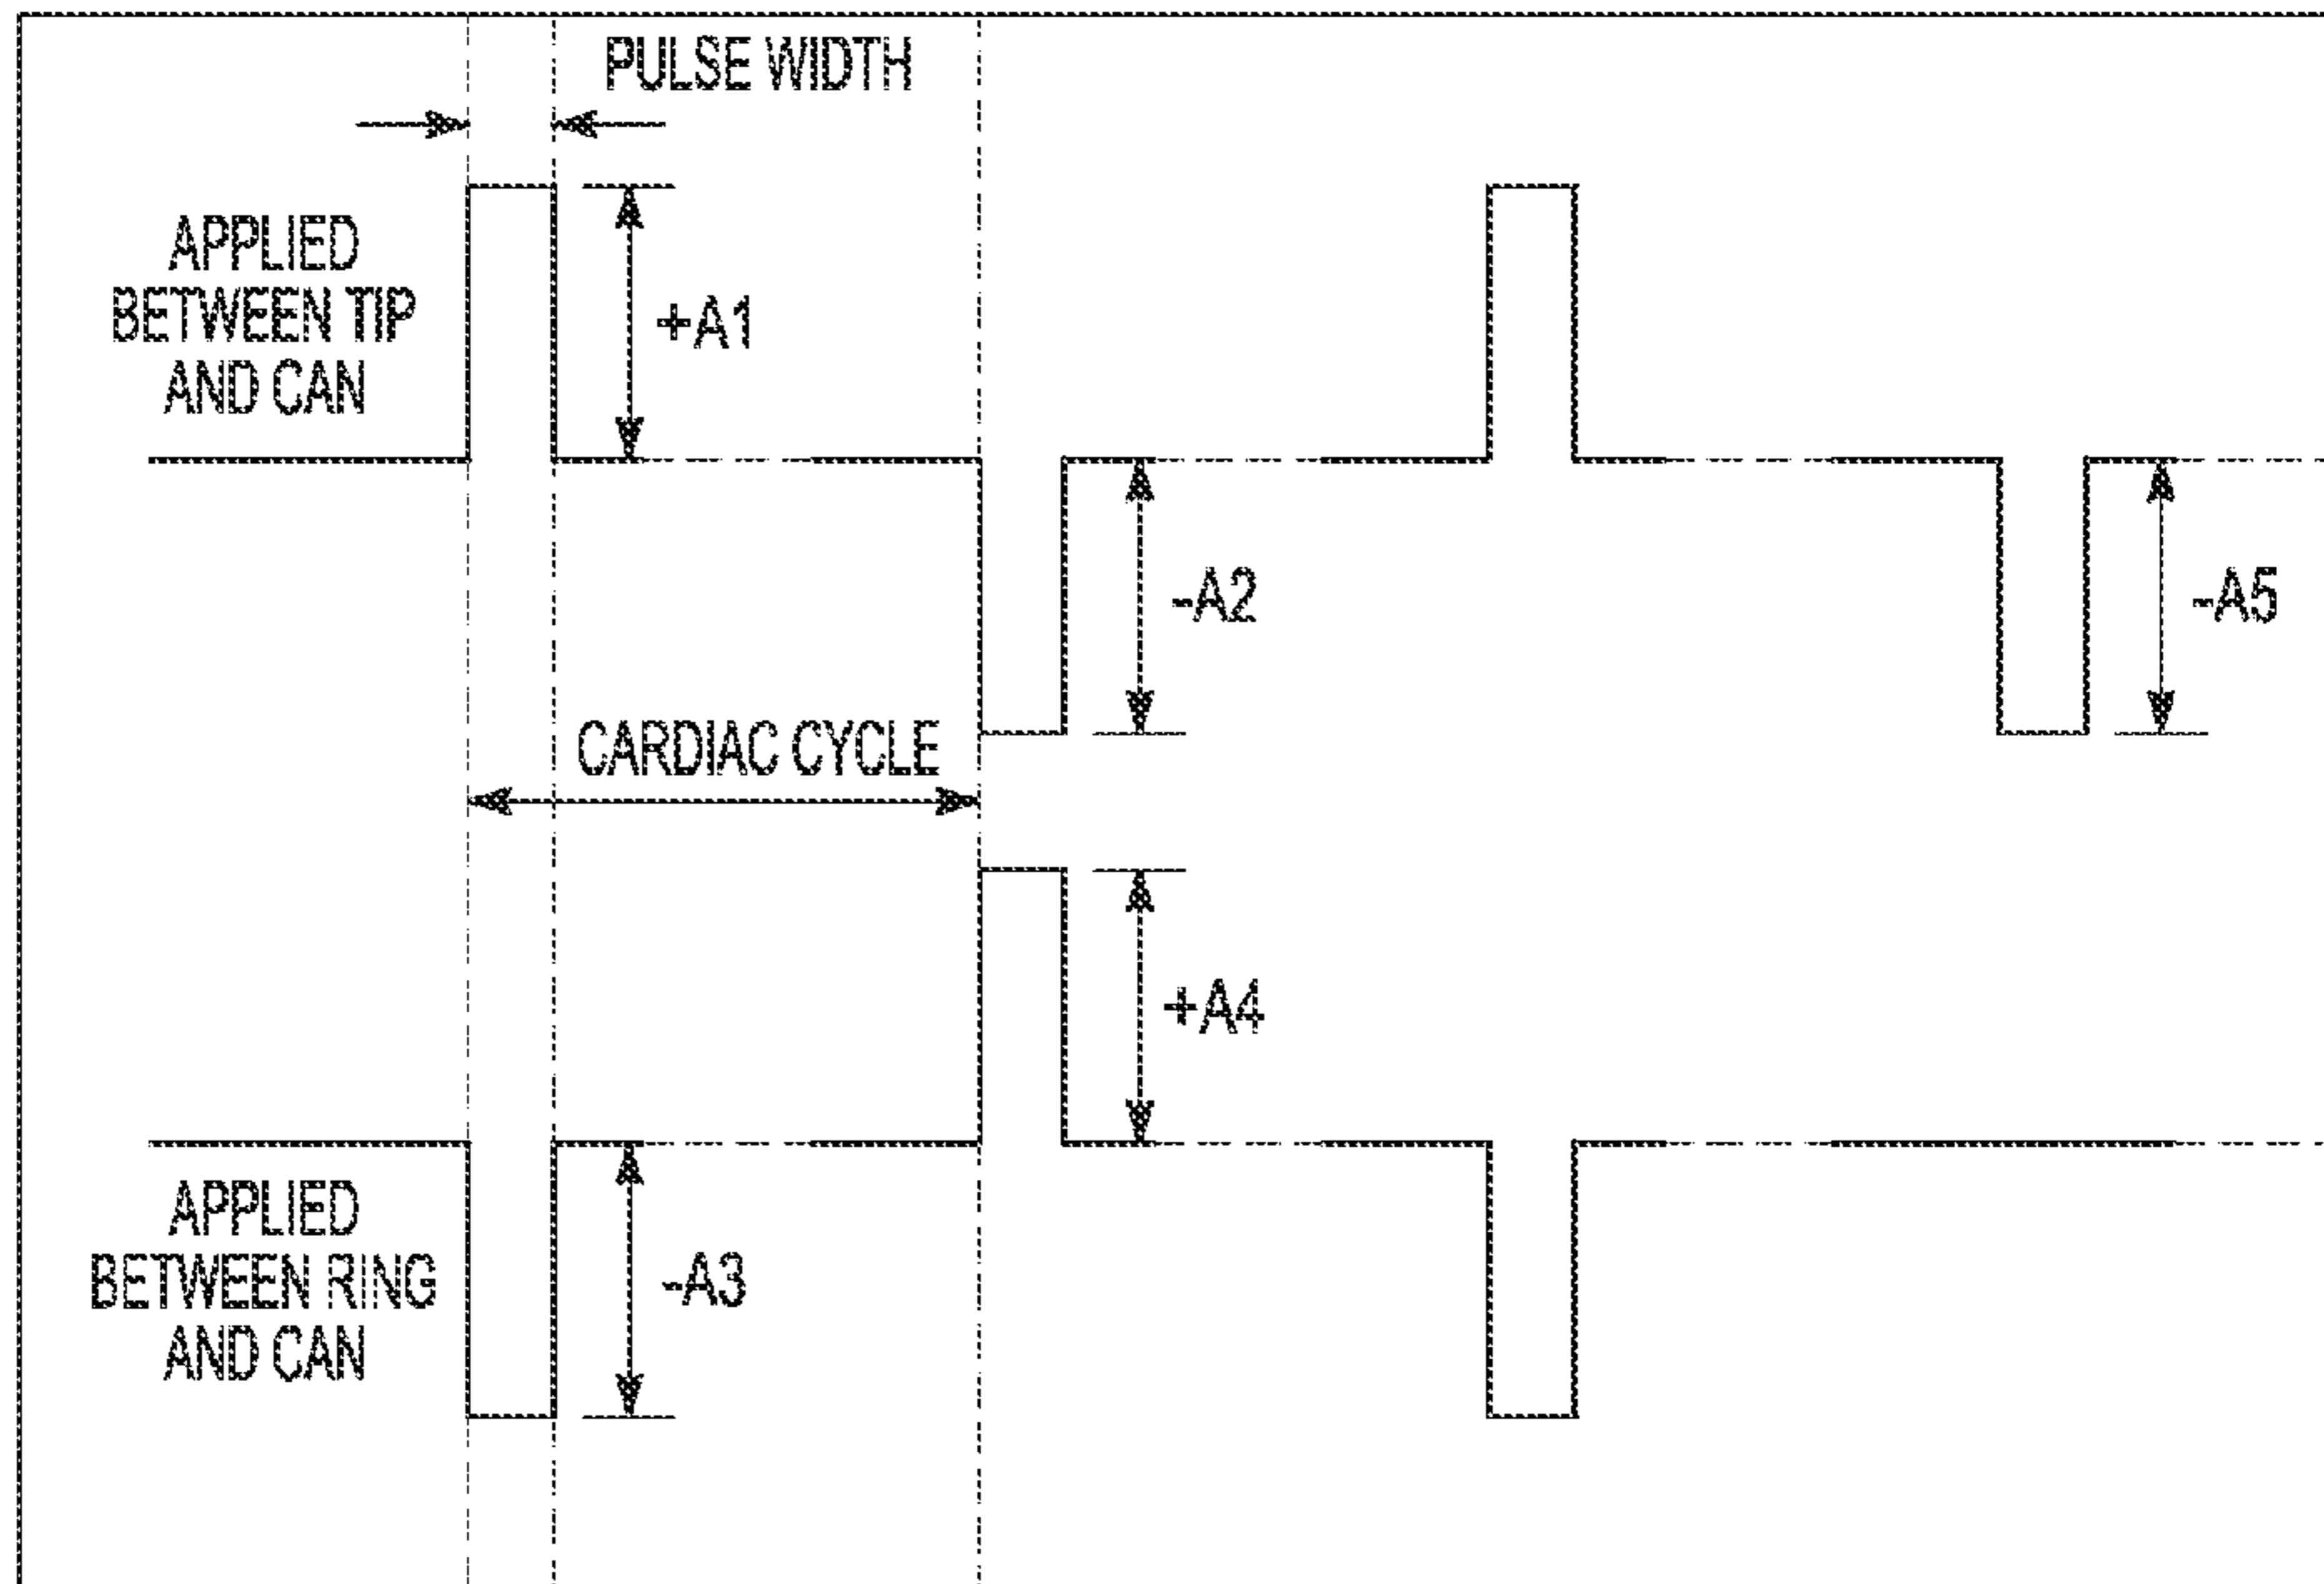 PULSE WIDTH
APPLIED
BETWEEN TIP
AND CAN
+A1
-A2
-A5
CARDIAC CYCLE
+A4
APPLIED
BETWEEN RING
AND CAN
-A3